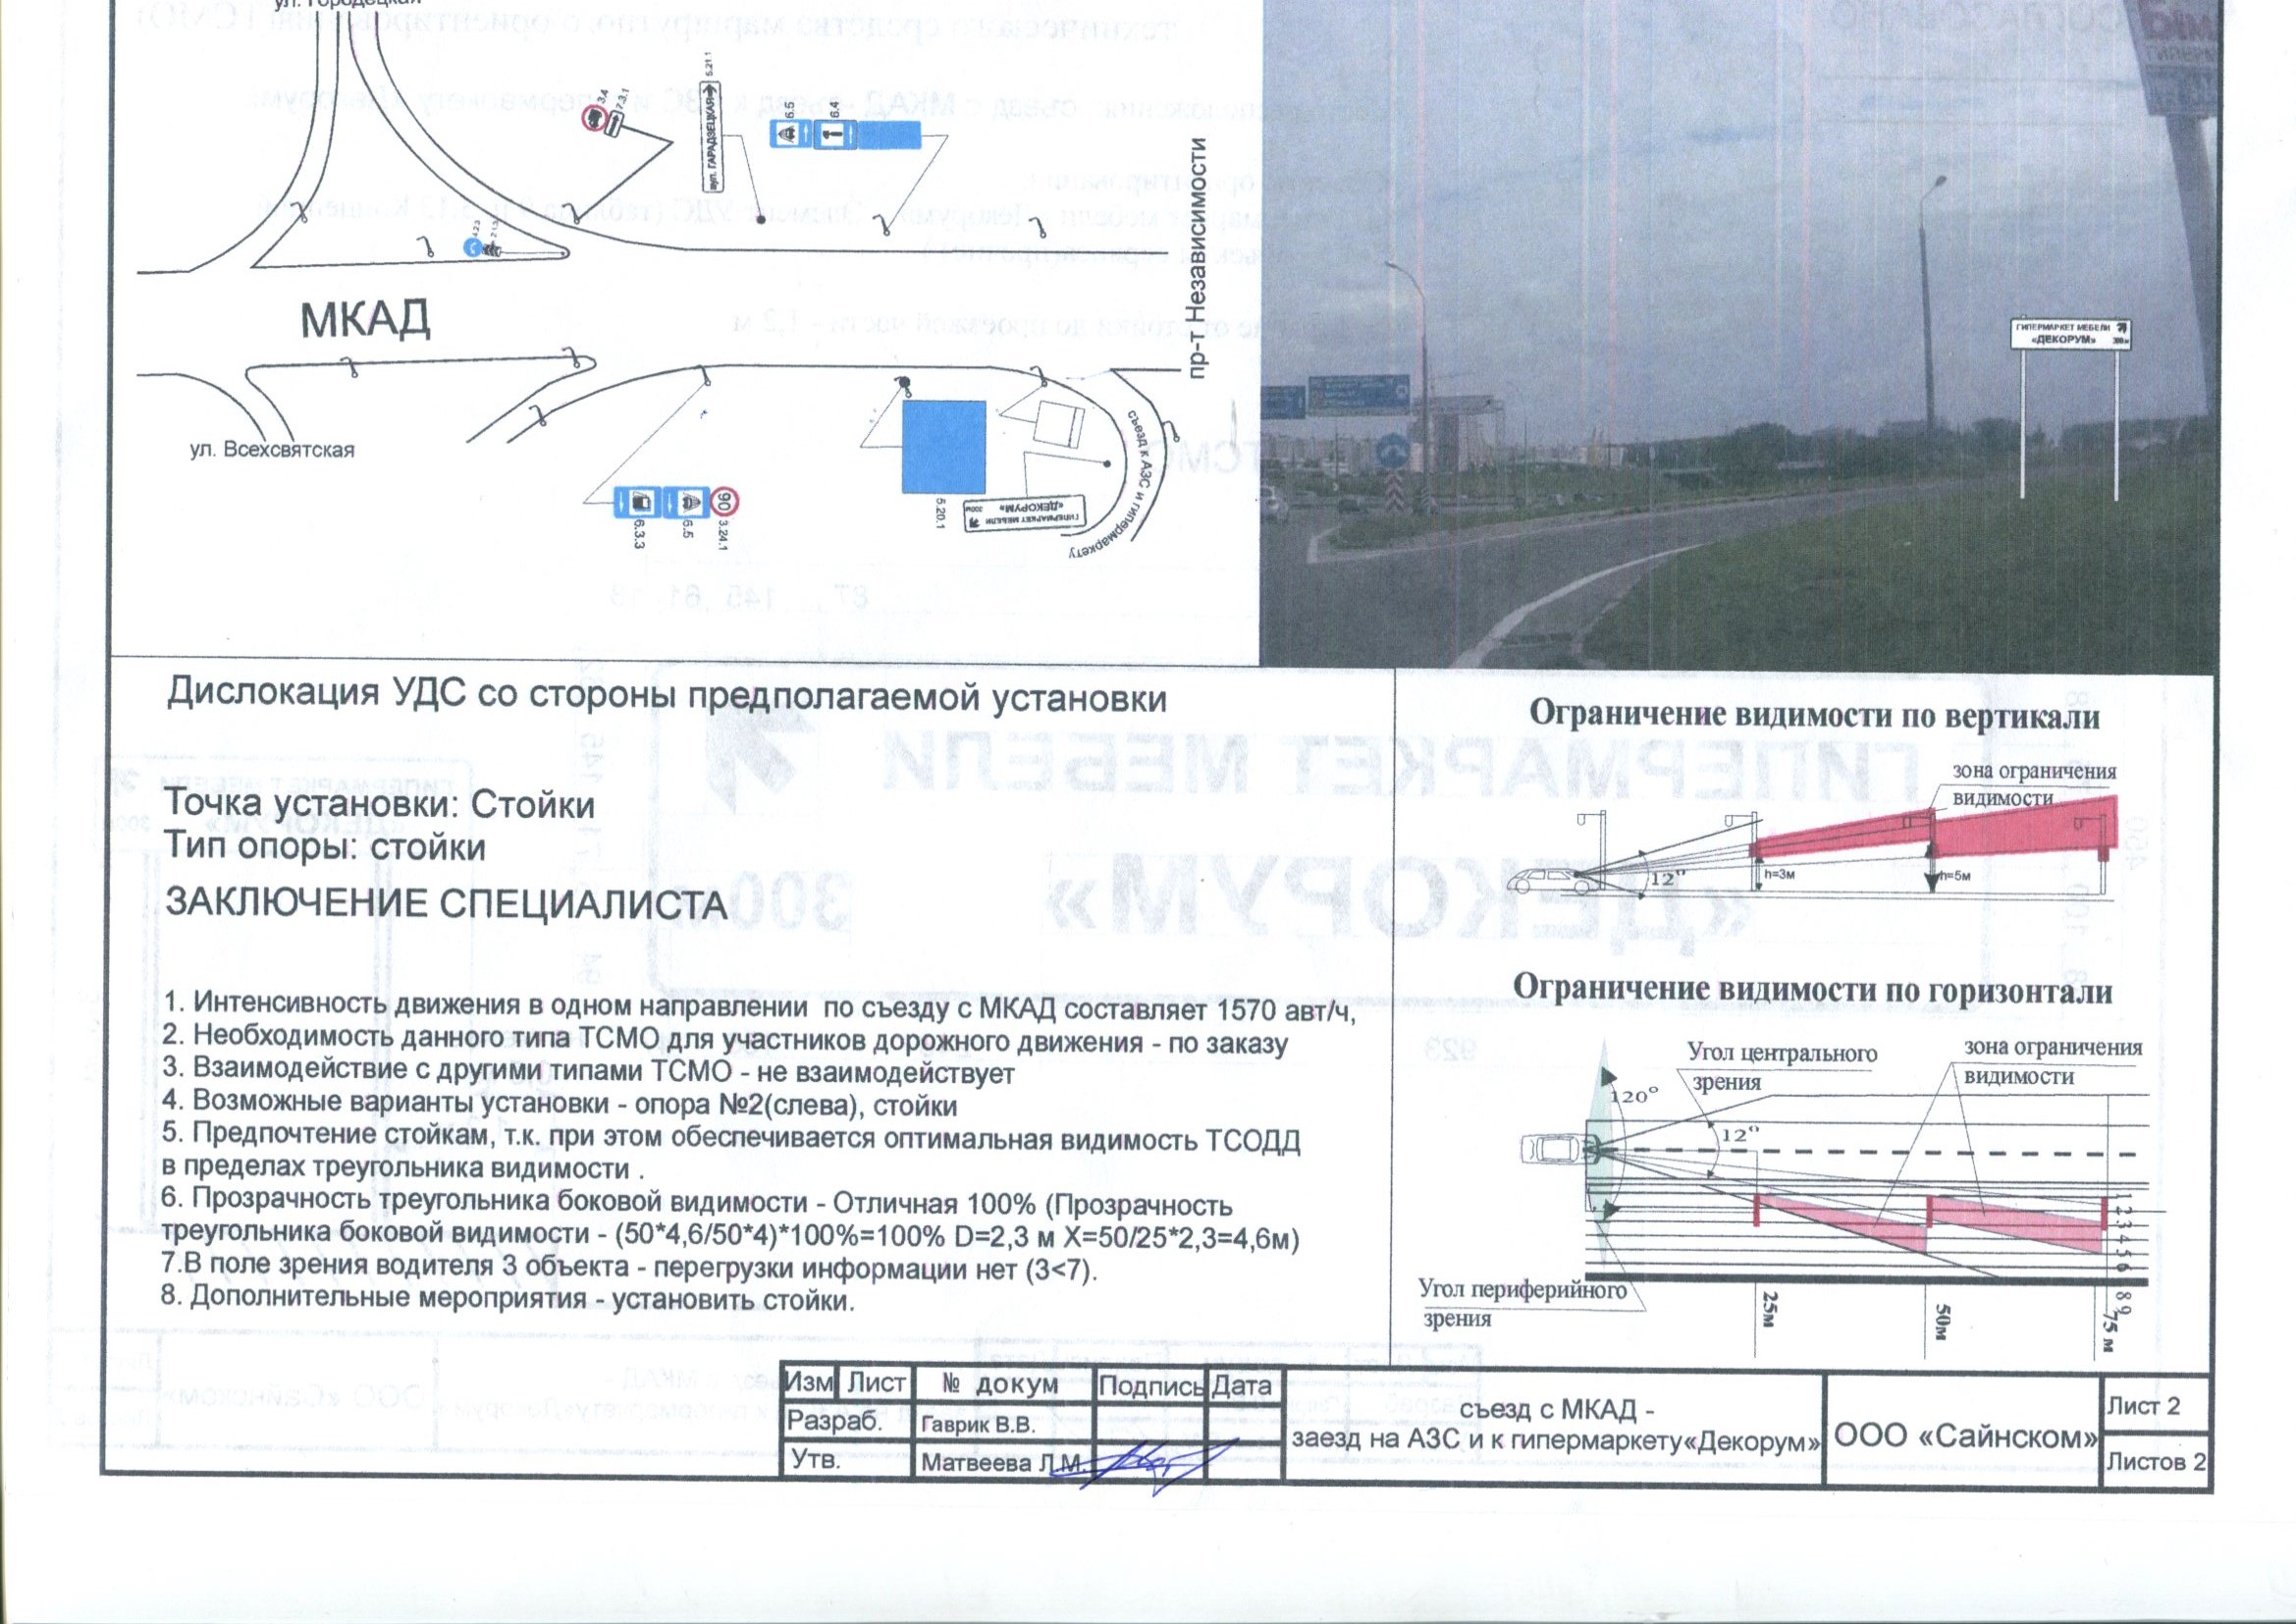 ул. Городецкая
3.4
7.3.1
вул. ГАРАДЗЕЦКАЯ
5.21.1
6.5
6.4
МКАД
пр-т Независимости
ул. Всехсвятская
90
6.3.3
6.5
3.24.1
5.20.1
ГИПЕРМАРКЕТ МЕБЕЛИ
«ДЕКОРУМ» 300м
съезд к АЗС и гипермаркету
ГИПЕРМАРКЕТ МЕБЕЛИ
«ДЕКОРУМ» 300м
Дислокация УДС со стороны предполагаемой установки
Точка установки: Стойки
Тип опоры: стойки
ЗАКЛЮЧЕНИЕ СПЕЦИАЛИСТА
1. Интенсивность движения в одном направлении по съезду с МКАД составляет 1570 авт/ч,
2. Необходимость данного типа ТСМО для участников дорожного движения - по заказу
3. Взаимодействие с другими типами ТСМО - не взаимодействует
4. Возможные варианты установки - опора №2(слева), стойки
5. Предпочтение стойкам, т.к. при этом обеспечивается оптимальная видимость ТСОДД
в пределах треугольника видимости .
6. Прозрачность треугольника боковой видимости - Отличная 100% (Прозрачность
треугольника боковой видимости - (50*4,6/50*4)*100%=100% D=2,3 м X=50/25*2,3=4,6м)
7.В поле зрения водителя 3 объекта - перегрузки информации нет (3<7).
8. Дополнительные мероприятия - установить стойки.
Ограничение видимости по вертикали
зона ограничения
видимости
12°
h=3м
h=5м
Ограничение видимости по горизонтали
Угол центрального
зрения
зона ограничения
видимости
120°
12°
1 2 3 4 5 6 8 9
Угол периферийного
зрения
25м
50м
75 м
Изм Лист № докум Подпись Дата
Разраб. Гаврик В.В.
Утв. Матвеева Л.М.
съезд с МКАД -
заезд на АЗС и к гипермаркету«Декорум»
ООО «Сайнском»
Лист 2
Листов 2